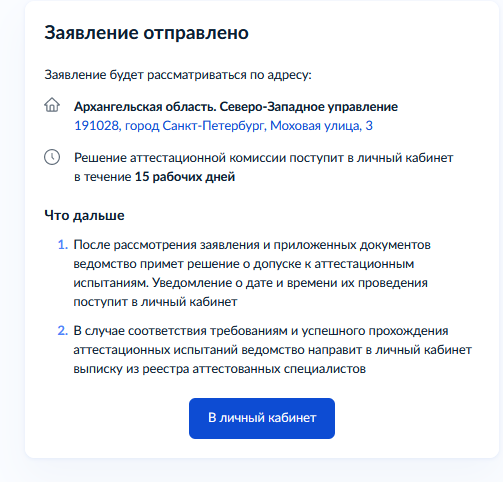 Заявление отправлено
Заявление будет рассматриваться по адресу:
Архангельская область. Северо-Западное управление
191028, город Санкт-Петербург, Моховая улица, 3
Решение аттестационной комиссии поступит в личный кабинет
в течение 15 рабочих дней
Что дальше
1. После рассмотрения заявления и приложенных документов
ведомство примет решение о допуске к аттестационным
испытаниям. Уведомление о дате и времени их проведения
поступит в личный кабинет
2. В случае соответствия требованиям и успешного прохождения
аттестационных испытаний ведомство направит в личный кабинет
выписку из реестра аттестованных специалистов
В личный кабинет